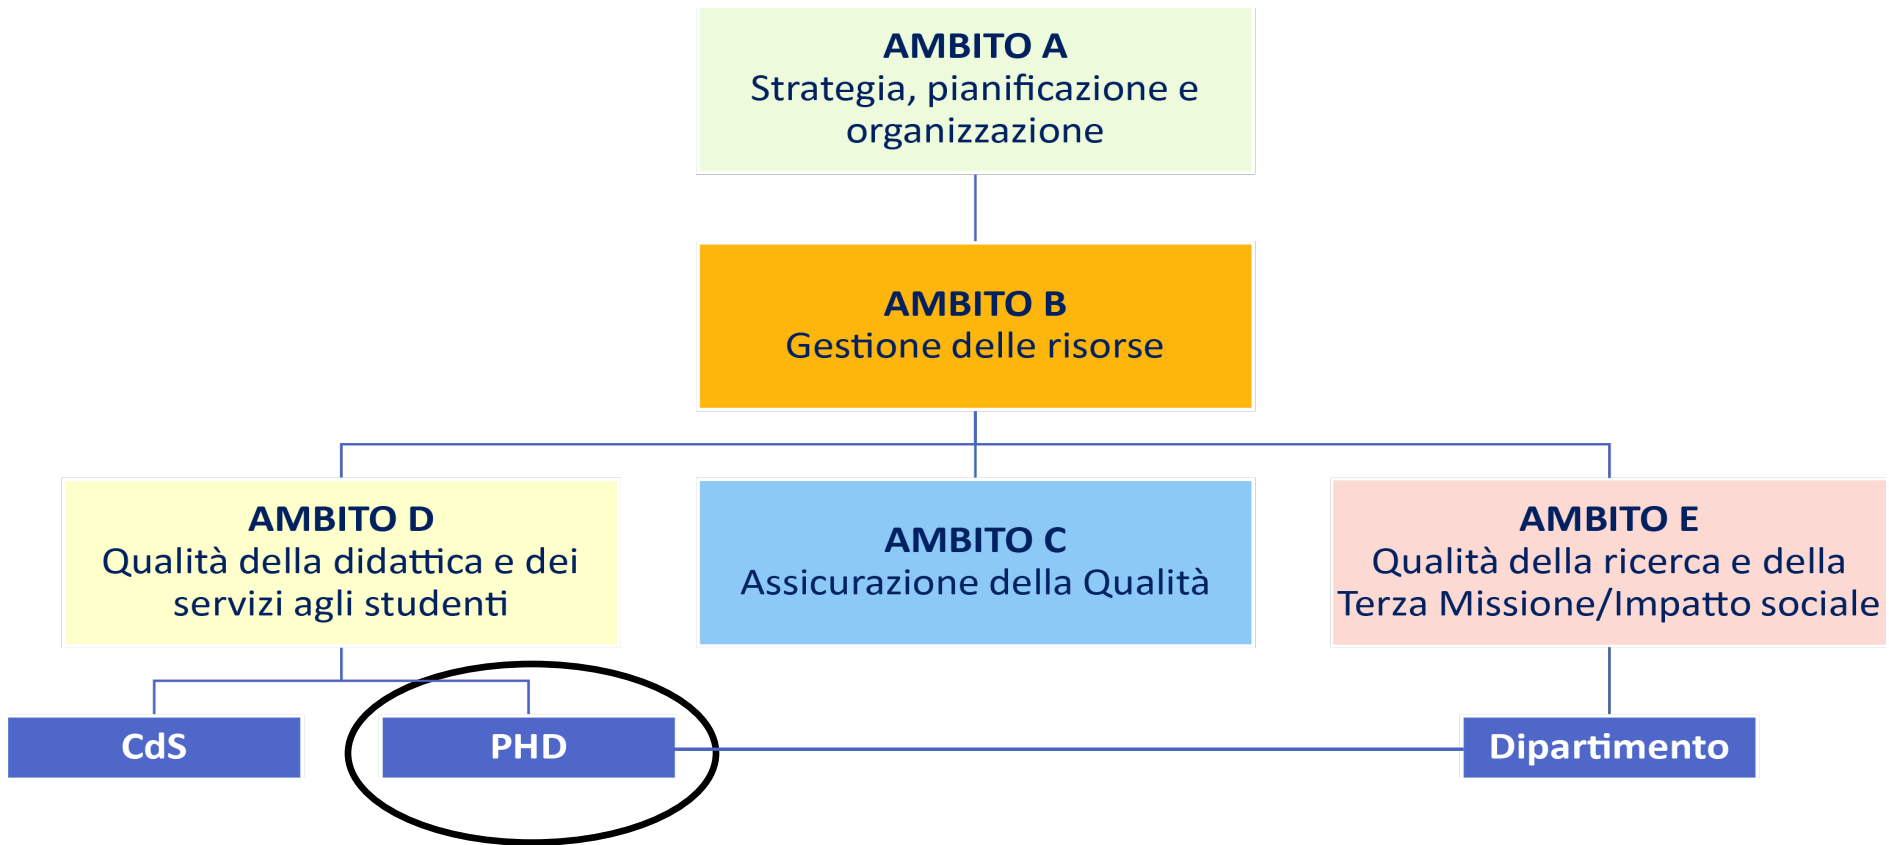 AMBITO A
Strategia, pianificazione e
organizzazione
AMBITO B
Gestione delle risorse
AMBITO D
Qualità della didattica e dei
servizi agli studenti
AMBITO C
Assicurazione della Qualità
AMBITO E
Qualità della ricerca e della
Terza Missione/Impatto sociale
CdS
PHD
Dipartimento